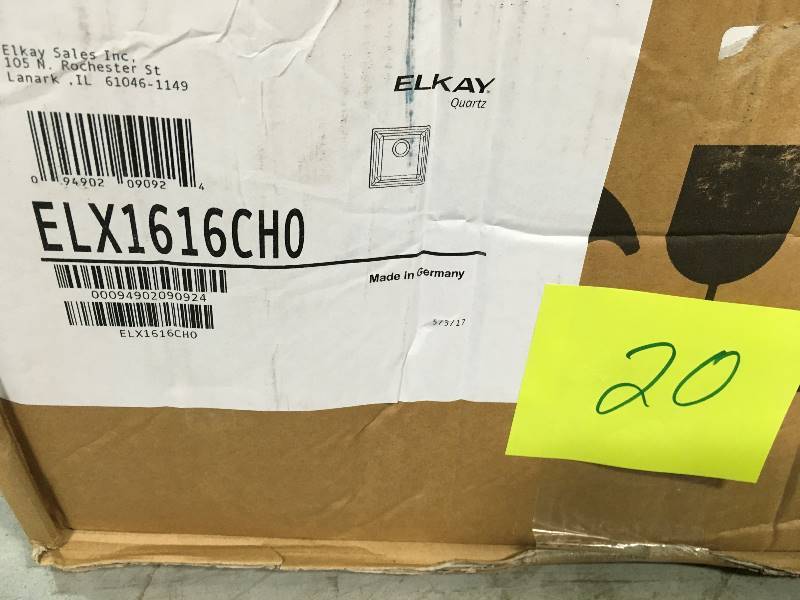 Elkay Sales Inc.
105 N. Rochester St
Lanark ,IL 61046-1149
ELKAY
Quartz
0 94902 09092 4
ELX1616CH0
Made in Germany
00094902090924
5/3/17
ELX1616CH0
20